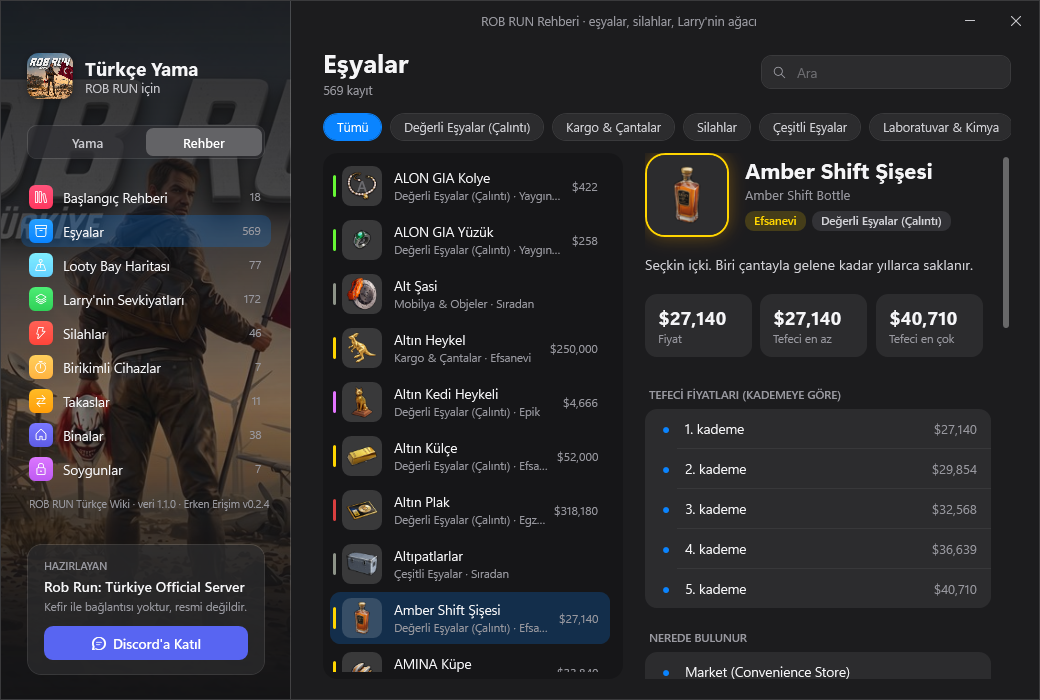 ROB RUN Rehberi · eşyalar, silahlar, Larry'nin ağacı
ROB RUN
Türkçe Yama
ROB RUN için
Yama
Rehber
Başlangıç Rehberi 18
Eşyalar 569
Looty Bay Haritası 77
Larry'nin Sevkiyatları 172
Silahlar 46
Birikimli Cihazlar 7
Takaslar 11
Binalar 38
Soygunlar 7
ROB RUN Türkçe Wiki · veri 1.1.0 · Erken Erişim v0.2.4
HAZIRLAYAN
Rob Run: Türkiye Official Server
Kefir ile bağlantısı yoktur, resmi değildir.
Discord'a Katıl
Eşyalar
569 kayıt
Ara
Tümü
Değerli Eşyalar (Çalıntı)
Kargo & Çantalar
Silahlar
Çeşitli Eşyalar
Laboratuvar & Kimya
ALON GIA Kolye
Değerli Eşyalar (Çalıntı) · Yaygın...
$422
ALON GIA Yüzük
Değerli Eşyalar (Çalıntı) · Yaygın...
$258
Alt Şasi
Mobilya & Objeler · Sıradan
Altın Heykel
Kargo & Çantalar · Efsanevi
$250,000
Altın Kedi Heykeli
Değerli Eşyalar (Çalıntı) · Epik
$4,666
Altın Külçe
Değerli Eşyalar (Çalıntı) · Efsa...
$52,000
Altın Plak
Değerli Eşyalar (Çalıntı) · Egz...
$318,180
Altıpatlarlar
Çeşitli Eşyalar · Sıradan
Amber Shift Şişesi
Değerli Eşyalar (Çalıntı) · Efsa...
$27,140
AMINA Küpe
Amber Shift Şişesi
Amber Shift Bottle
Efsanevi
Değerli Eşyalar (Çalıntı)
Seçkin içki. Biri çantayla gelene kadar yıllarca saklanır.
$27,140
Fiyat
$27,140
Tefeci en az
$40,710
Tefeci en çok
TEFECİ FİYATLARI (KADEMEYE GÖRE)
1. kademe $27,140
2. kademe $29,854
3. kademe $32,568
4. kademe $36,639
5. kademe $40,710
NEREDE BULUNUR
Market (Convenience Store)